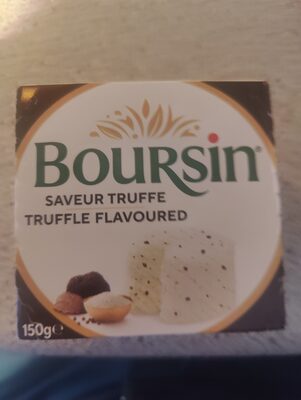 BOURSIN®
SAVEUR TRUFFE
TRUFFLE FLAVOURED
150g℮